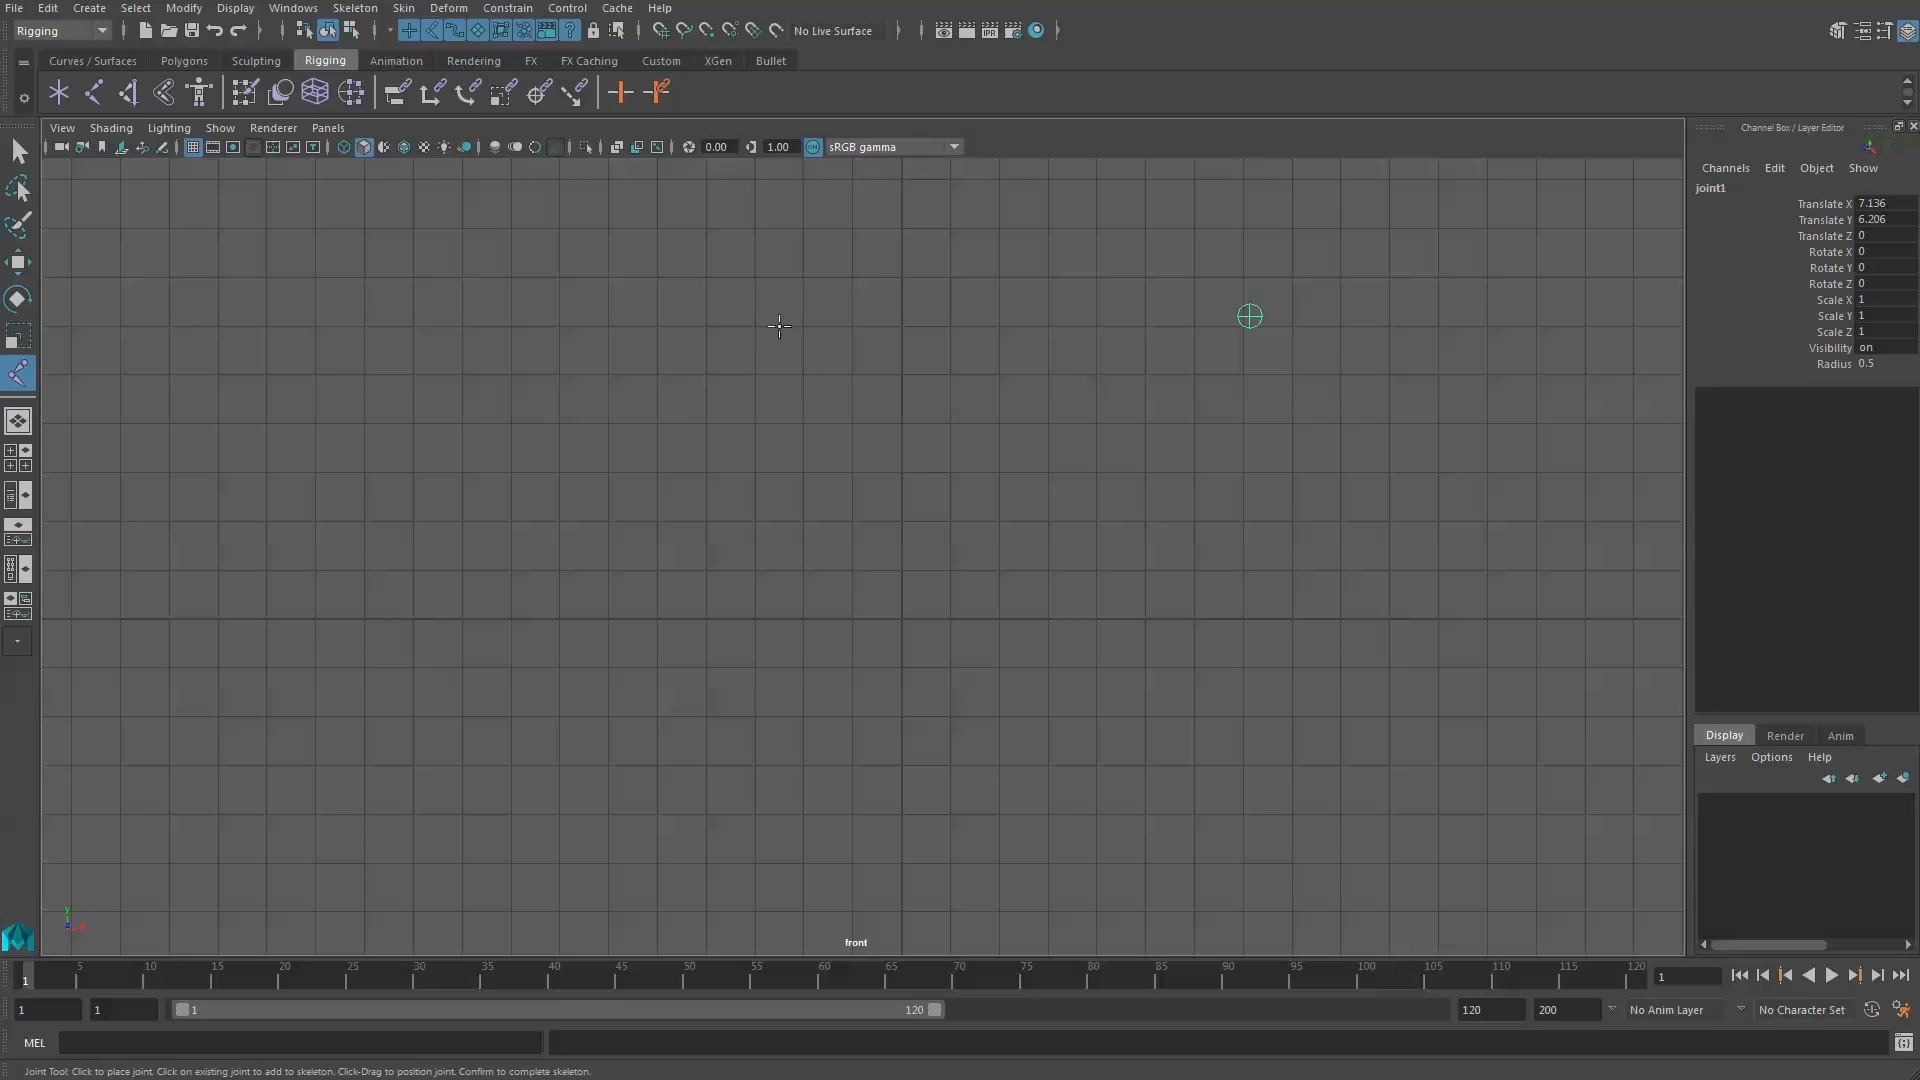 File Edit Create Select Modify Display Windows Skeleton Skin Deform Constrain Control Cache Help
Rigging No Live Surface
Curves / Surfaces Polygons Sculpting Rigging Animation Rendering FX FX Caching Custom XGen Bullet
View Shading Lighting Show Renderer Panels
0.00 1.00 sRGB gamma
Channel Box / Layer Editor
Channels Edit Object Show
joint1
Translate X 7.136
Translate Y 6.206
Translate Z 0
Rotate X 0
Rotate Y 0
Rotate Z 0
Scale X 1
Scale Y 1
Scale Z 1
Visibility on
Radius 0.5
Display Render Anim
Layers Options Help
y
front
5 10 15 20 25 30 35 40 45 50 55 60 65 70 75 80 85 90 95 100 105 110 115 120
1 1
1 1 1 120 120 200 No Anim Layer No Character Set
MEL
Joint Tool: Click to place joint. Click on existing joint to add to skeleton. Click-Drag to position joint. Confirm to complete skeleton.